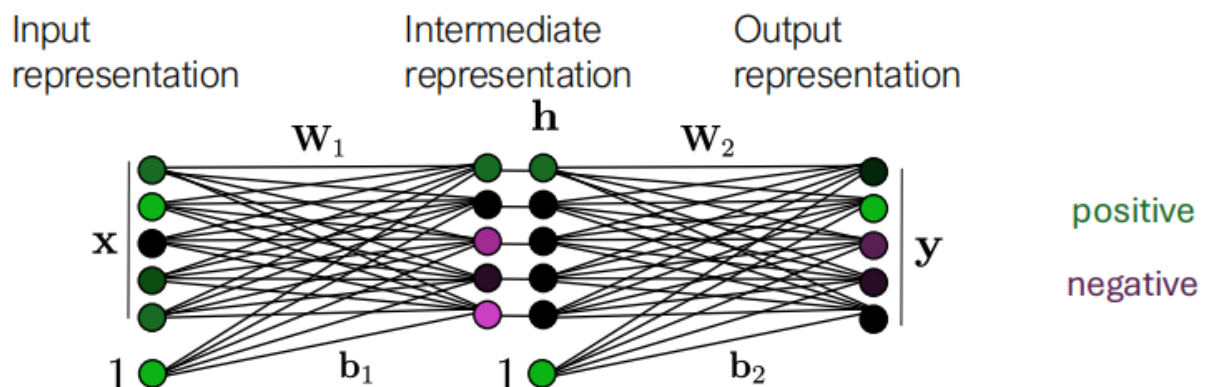 Input
representation
Intermediate
representation
Output
representation
h
W₁
W₂
x
y
positive
negative
1
b₁
1
b₂